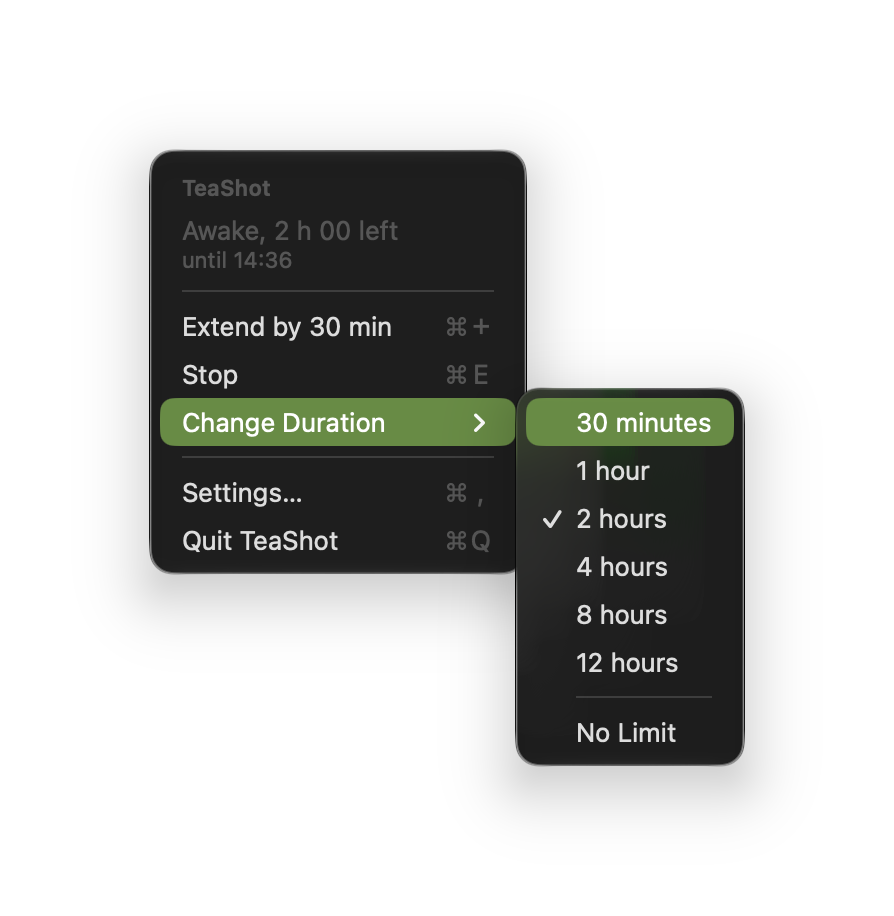 TeaShot
Awake, 2 h 00 left
until 14:36
Extend by 30 min ⌘+
Stop ⌘E
Change Duration
Settings... ⌘,
Quit TeaShot ⌘Q
30 minutes
1 hour
✓ 2 hours
4 hours
8 hours
12 hours
No Limit